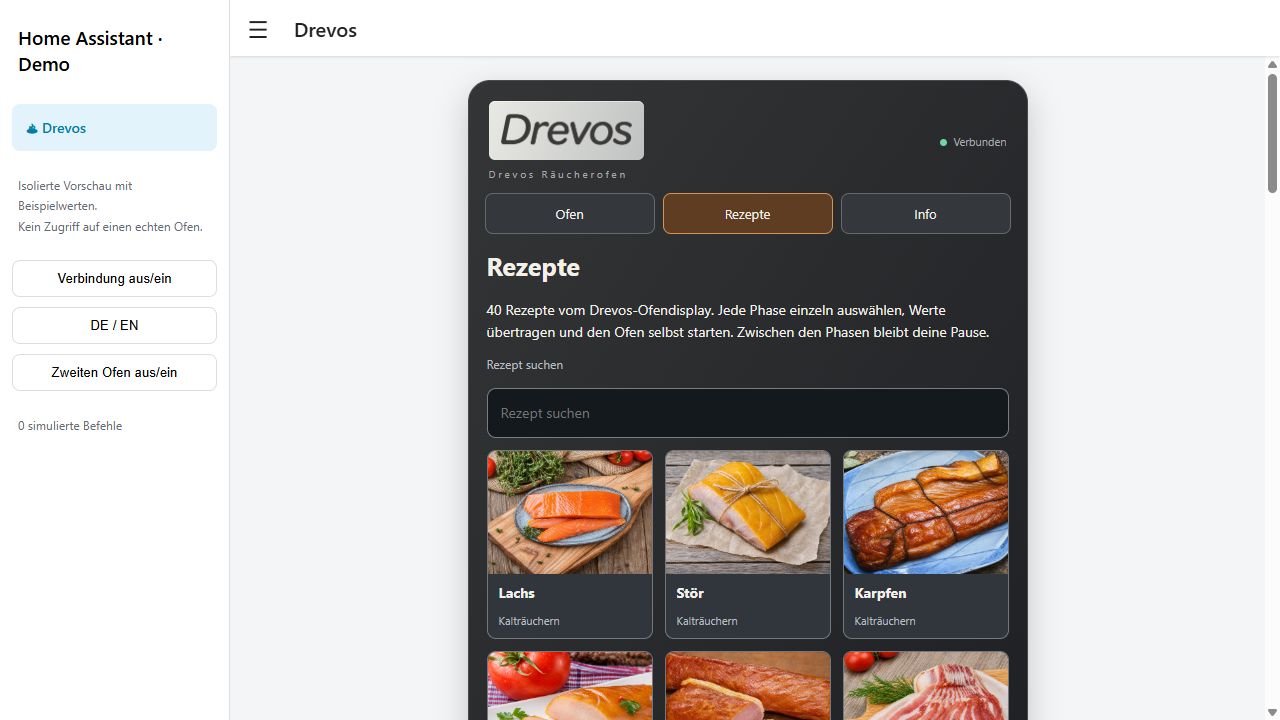 Home Assistant ·
Demo
Drevos
Isolierte Vorschau mit
Beispielwerten.
Kein Zugriff auf einen echten Ofen.
Verbindung aus/ein
DE / EN
Zweiten Ofen aus/ein
0 simulierte Befehle
Drevos
Drevos
Verbunden
Drevos Räucherofen
Ofen
Rezepte
Info
Rezepte
40 Rezepte vom Drevos-Ofendisplay. Jede Phase einzeln auswählen, Werte
übertragen und den Ofen selbst starten. Zwischen den Phasen bleibt deine Pause.
Rezept suchen
Rezept suchen
Lachs
Kalträuchern
Stör
Kalträuchern
Karpfen
Kalträuchern